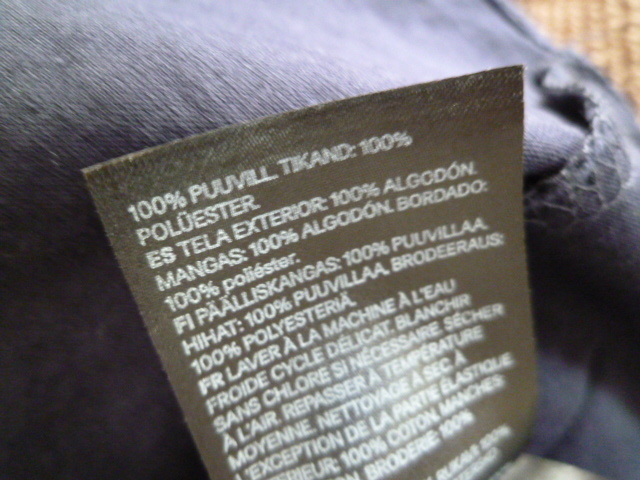 100% PUUVILL. TIKAND: 100%
POLÜESTER.
ES TELA EXTERIOR: 100% ALGODÓN.
MANGAS: 100% ALGODÓN. BORDADO:
100% poliéster.
FI PÄÄLLISKANGAS: 100% PUUVILLAA.
HIHAT: 100% PUUVILLAA. BRODEERAUS:
100% POLYESTERIÄ.
FR LAVER À LA MACHINE À L'EAU
FROIDE CYCLE DÉLICAT. BLANCHIR
SANS CHLORE SI NÉCESSAIRE. SÉCHER
À L'AIR. REPASSER À TEMPÉRATURE
MOYENNE. NETTOYAGE À SEC À
L'EXCEPTION DE LA PARTIE ÉLASTIQUE
100% COTON. MANCHES
BRODERIE: 100%